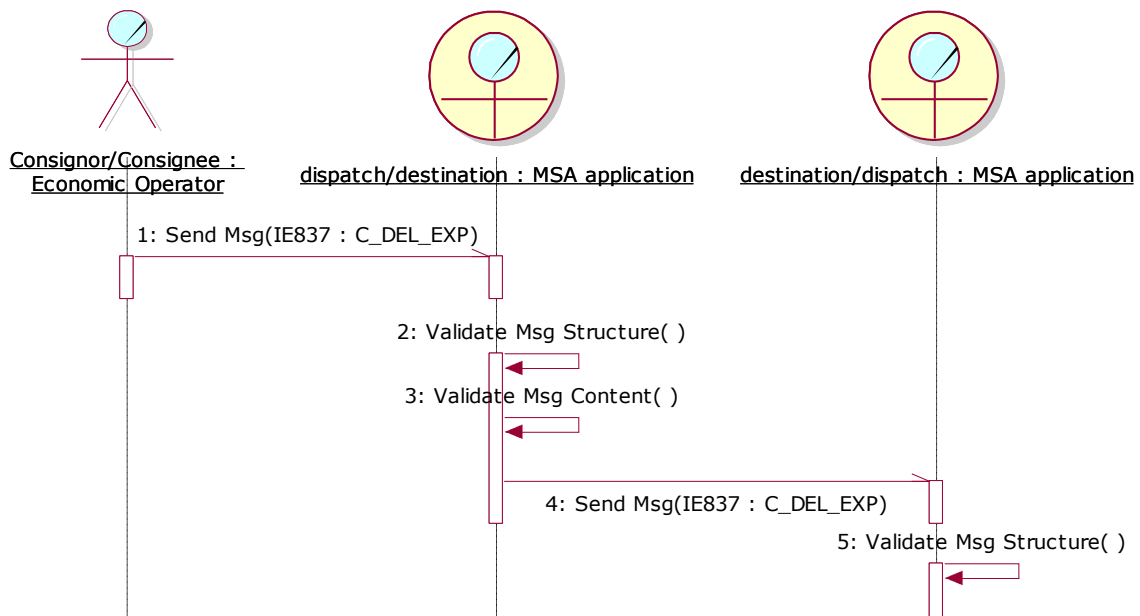 Consignor/Consignee :
Economic Operator
dispatch/destination : MSA application
destination/dispatch : MSA application
1: Send Msg(IE837 : C_DEL_EXP)
2: Validate Msg Structure( )
3: Validate Msg Content( )
4: Send Msg(IE837 : C_DEL_EXP)
5: Validate Msg Structure( )